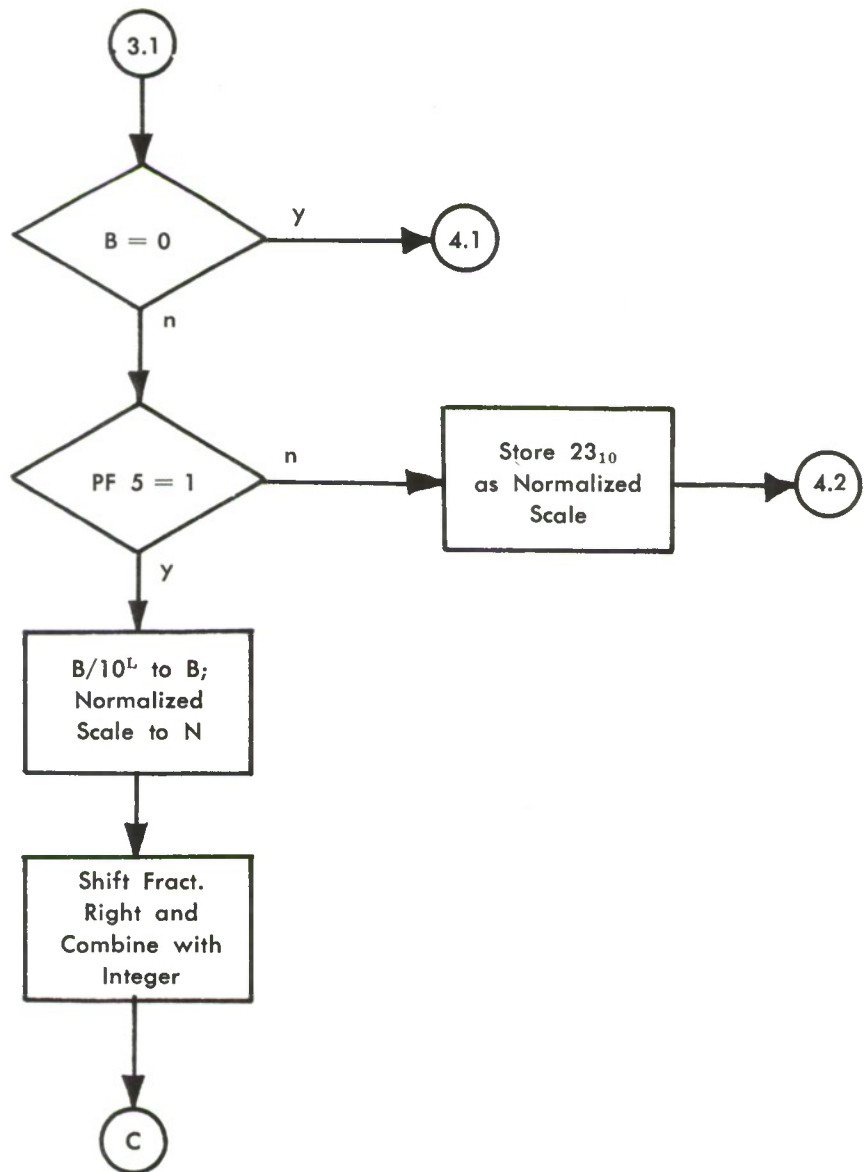 3.1
B = 0
y
4.1
n
PF 5 = 1
n
Store 23₁₀
as Normalized
Scale
4.2
y
B/10ᴸ to B;
Normalized
Scale to N
Shift Fract.
Right and
Combine with
Integer
C